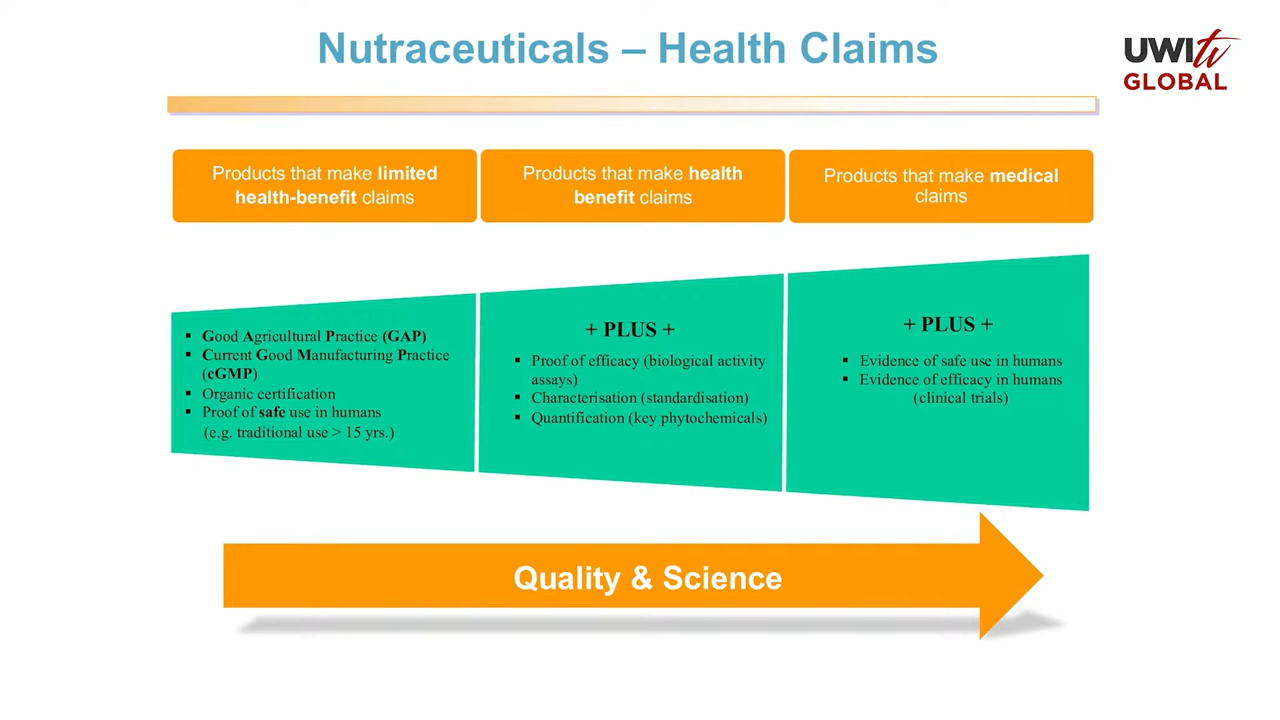 Nutraceuticals – Health Claims
UWI tv
GLOBAL
Products that make limited
health-benefit claims
Products that make health
benefit claims
Products that make medical
claims
▪ Good Agricultural Practice (GAP)
▪ Current Good Manufacturing Practice
(cGMP)
▪ Organic certification
▪ Proof of safe use in humans
(e.g. traditional use > 15 yrs.)
+ PLUS +
▪ Proof of efficacy (biological activity
assays)
▪ Characterisation (standardisation)
▪ Quantification (key phytochemicals)
+ PLUS +
▪ Evidence of safe use in humans
▪ Evidence of efficacy in humans
(clinical trials)
Quality & Science